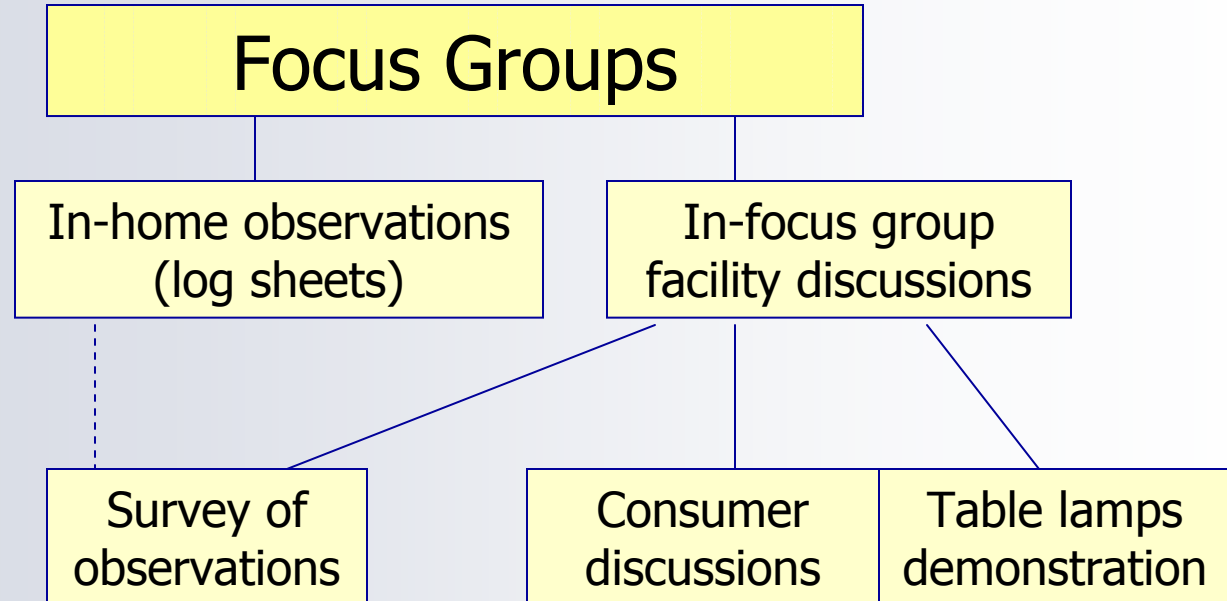 Focus Groups
In-home observations
(log sheets)
In-focus group
facility discussions
Survey of
observations
Consumer
discussions
Table lamps
demonstration